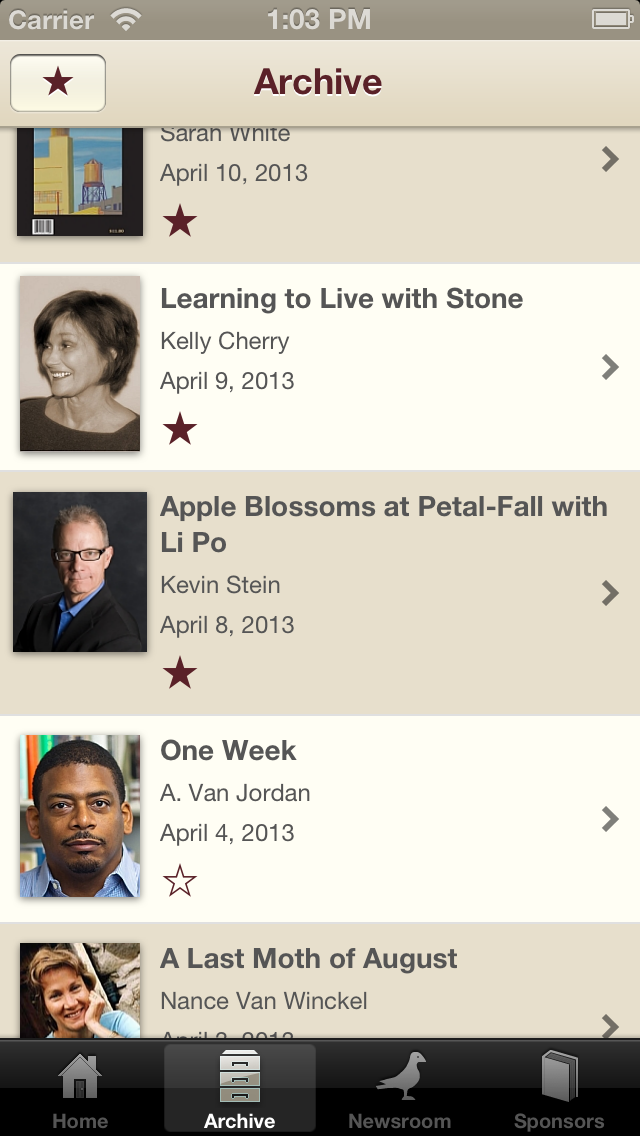 Carrier
1:03 PM
Archive
Sarah White
April 10, 2013
Learning to Live with Stone
Kelly Cherry
April 9, 2013
Apple Blossoms at Petal-Fall with
Li Po
Kevin Stein
April 8, 2013
One Week
A. Van Jordan
April 4, 2013
A Last Moth of August
Nance Van Winckel
Home
Archive
Newsroom
Sponsors